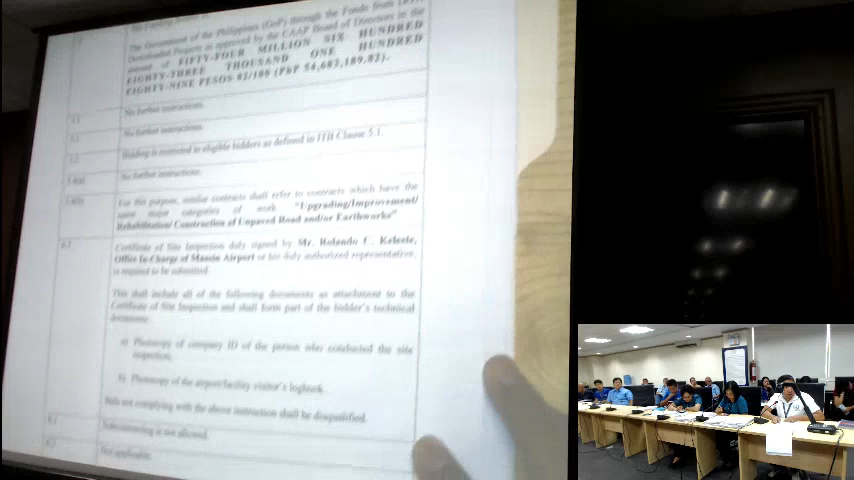 The Government of the Philippines (GoP) through the Funds from
Downloaded Projects as approved by the CAAP Board of Directors in the
amount of FIFTY-FOUR MILLION SIX HUNDRED
EIGHTY-THREE THOUSAND ONE HUNDRED
EIGHTY-NINE PESOS 82/100 (PhP 54,683,189.82).
No further instructions.
No further instructions.
Bidding is restricted to eligible bidders as defined in ITB Clause 5.1.
No further instructions.
For this purpose, similar contracts shall refer to contracts which have the
same major categories of work. "Upgrading/Improvement/
Rehabilitation/ Construction of Unpaved Road and/or Earthworks"
Certificate of Site Inspection duly signed by Mr. Rolando C.
Office In-Charge of Maasin Airport or his duly authorized representative,
is required to be submitted.
This shall include all of the following documents as attachment to the
Certificate of Site Inspection and shall form part of the bidder's technical
documents:
a) Photocopy of company ID of the person who conducted the site
inspection;
b) Photocopy of the airport/facility visitor's logbook.
Bids not complying with the above instruction shall be disqualified.
Subcontracting is not allowed.
Not applicable.